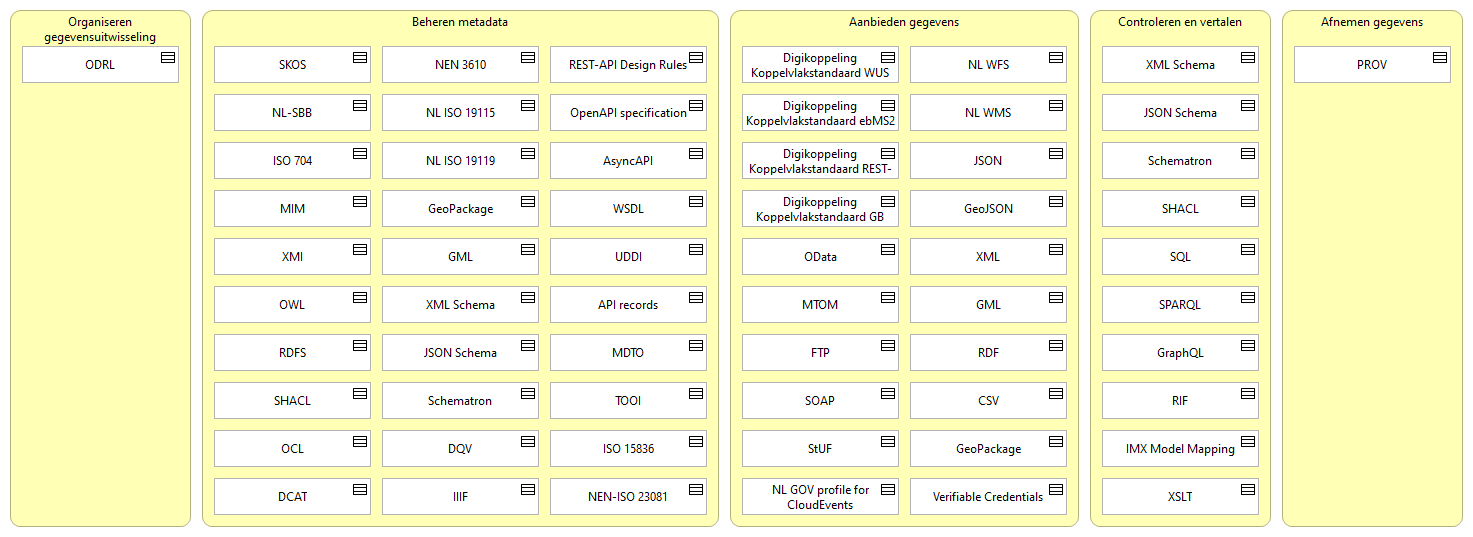 Organiseren
gegevensuitwisseling
ODRL
Beheren metadata
SKOS
NEN 3610
REST-API Design Rules
NL-SBB
NL ISO 19115
OpenAPI specification
ISO 704
NL ISO 19119
AsyncAPI
MIM
GeoPackage
WSDL
XMI
GML
UDDI
OWL
XML Schema
API records
RDFS
JSON Schema
MDTO
SHACL
Schematron
TOOI
OCL
DQV
ISO 15836
DCAT
IIIF
NEN-ISO 23081
Aanbieden gegevens
Digikoppeling
Koppelvlakstandaard WUS
NL WFS
Digikoppeling
Koppelvlakstandaard ebMS2
NL WMS
Digikoppeling
Koppelvlakstandaard REST-
JSON
Digikoppeling
Koppelvlakstandaard GB
GeoJSON
OData
XML
MTOM
GML
FTP
RDF
SOAP
CSV
StUF
GeoPackage
NL GOV profile for
CloudEvents
Verifiable Credentials
Controleren en vertalen
XML Schema
JSON Schema
Schematron
SHACL
SQL
SPARQL
GraphQL
RIF
IMX Model Mapping
XSLT
Afnemen gegevens
PROV